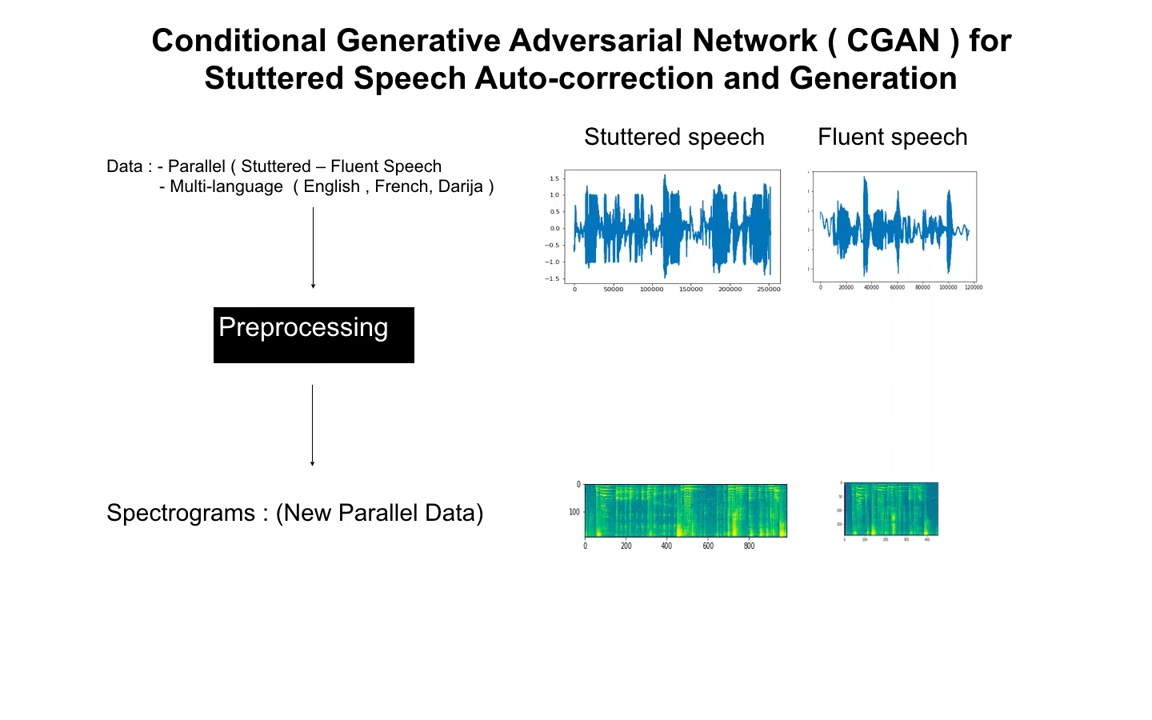 Conditional Generative Adversarial Network ( CGAN ) for
Stuttered Speech Auto-correction and Generation
Stuttered speech
Fluent speech
Data : - Parallel ( Stuttered – Fluent Speech
- Multi-language ( English , French, Darija )
1.5
1.0
0.5
0.0
−0.5
−1.0
−1.5
0 50000 100000 150000 200000 250000
0 20000 40000 60000 80000 100000 120000
Preprocessing
Spectrograms : (New Parallel Data)
0
100
0 200 400 600 800